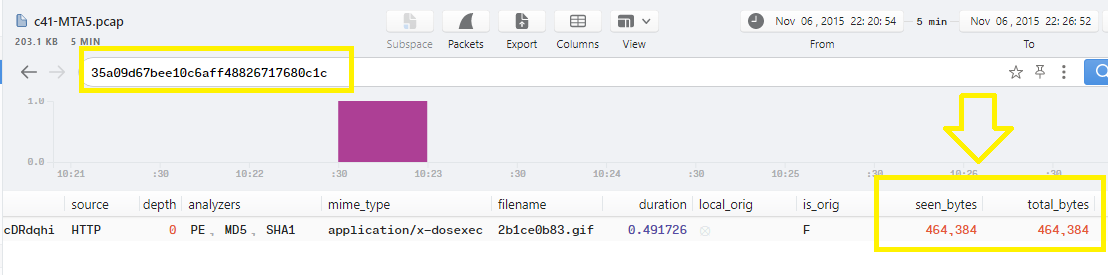 c41-MTA5.pcap
203.1 KB 5 MIN
Subspace Packets Export Columns View
Nov 06, 2015 22:20:54 5 min Nov 06, 2015 22:26:52
From To
35a09d67bee10c6aff48826717680c1c
1.0
0.0
10:21 :30 10:22 :30 10:23 :30 10:24 :30 10:25 :30 10:26 :30
source depth analyzers mime_type filename duration local_orig is_orig seen_bytes total_bytes
cDRdqhi HTTP 0 PE, MD5, SHA1 application/x-dosexec 2b1ce0b83.gif 0.491726 F 464,384 464,384